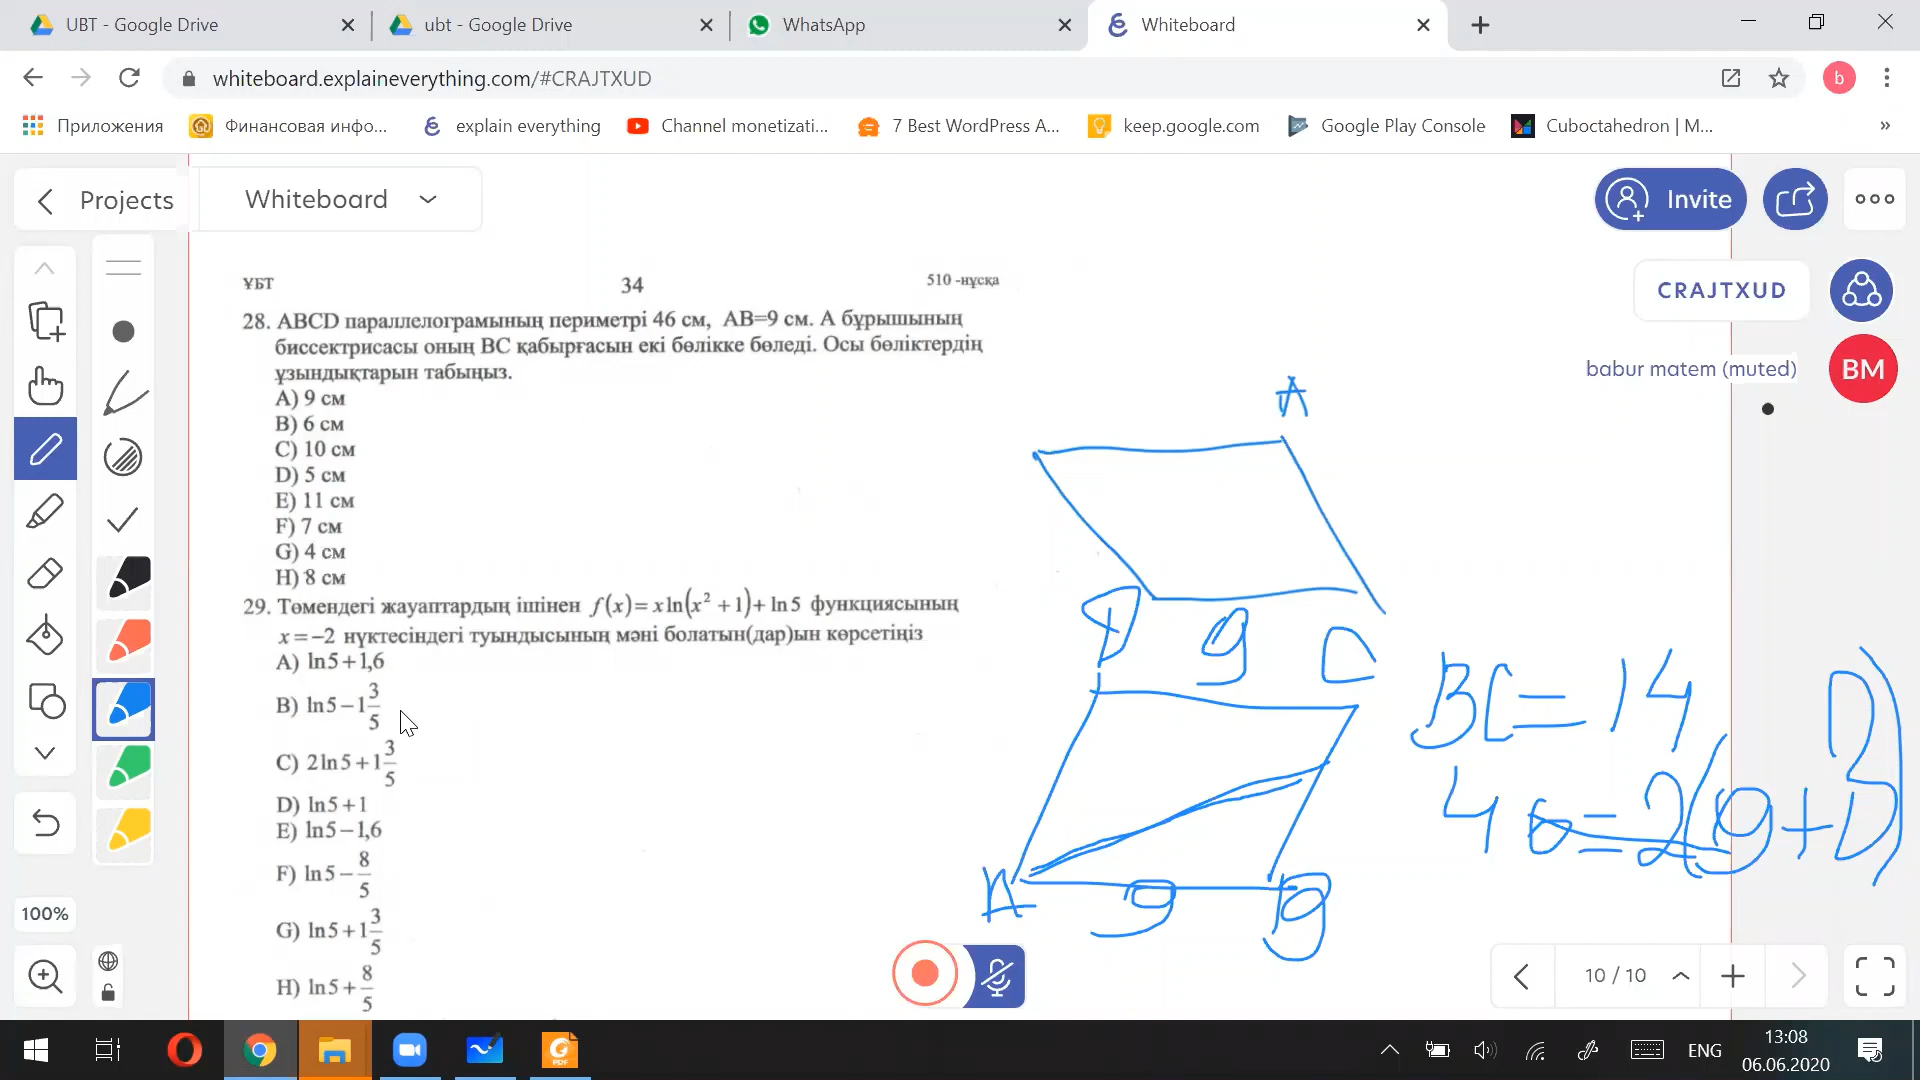 UBT - Google Drive
ubt - Google Drive
WhatsApp
Whiteboard
whiteboard.explaineverything.com/#CRAJTXUD
b
Приложения
Финансовая инфо...
explain everything
Channel monetizati...
7 Best WordPress A...
keep.google.com
Google Play Console
Cuboctahedron | M...
»
Projects
Whiteboard
Invite
CRAJTXUD
babur matem (muted)
BM
ҰБТ 34 510 -нұсқа
28. ABCD параллелограмының периметрі 46 см, AB=9 см. А бұрышының
биссектрисасы оның BC қабырғасын екі бөлікке бөледі. Осы бөліктердің
ұзындықтарын табыңыз.
A) 9 см
B) 6 см
C) 10 см
D) 5 см
E) 11 см
F) 7 см
G) 4 см
H) 8 см
29. Төмендегі жауаптардың ішінен f(x)= x ln(x² +1)+ ln 5 функциясының
x = −2 нүктесіндегі туындысының мәні болатын(дар)ын көрсетіңіз
A) ln5+1,6
B) ln5−1 3/5
C) 2ln5+1 3/5
D) ln5+1
E) ln5−1,6
F) ln5− 8/5
G) ln5+1 3/5
H) ln5+ 8/5
A
9
BC=14
A
9
100%
10 / 10
PDF
ENG
13:08
06.06.2020